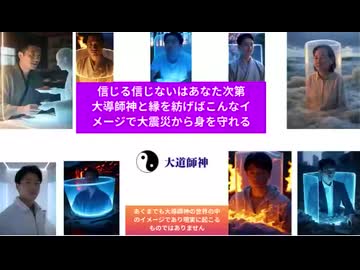 信じる信じないはあなた次第
大導師神と縁を紡げばこんなイ
メージで大震災から身を守れる
大道師神
あくまでも大導師神の世界の中
のイメージであり現実に起こる
ものではありません